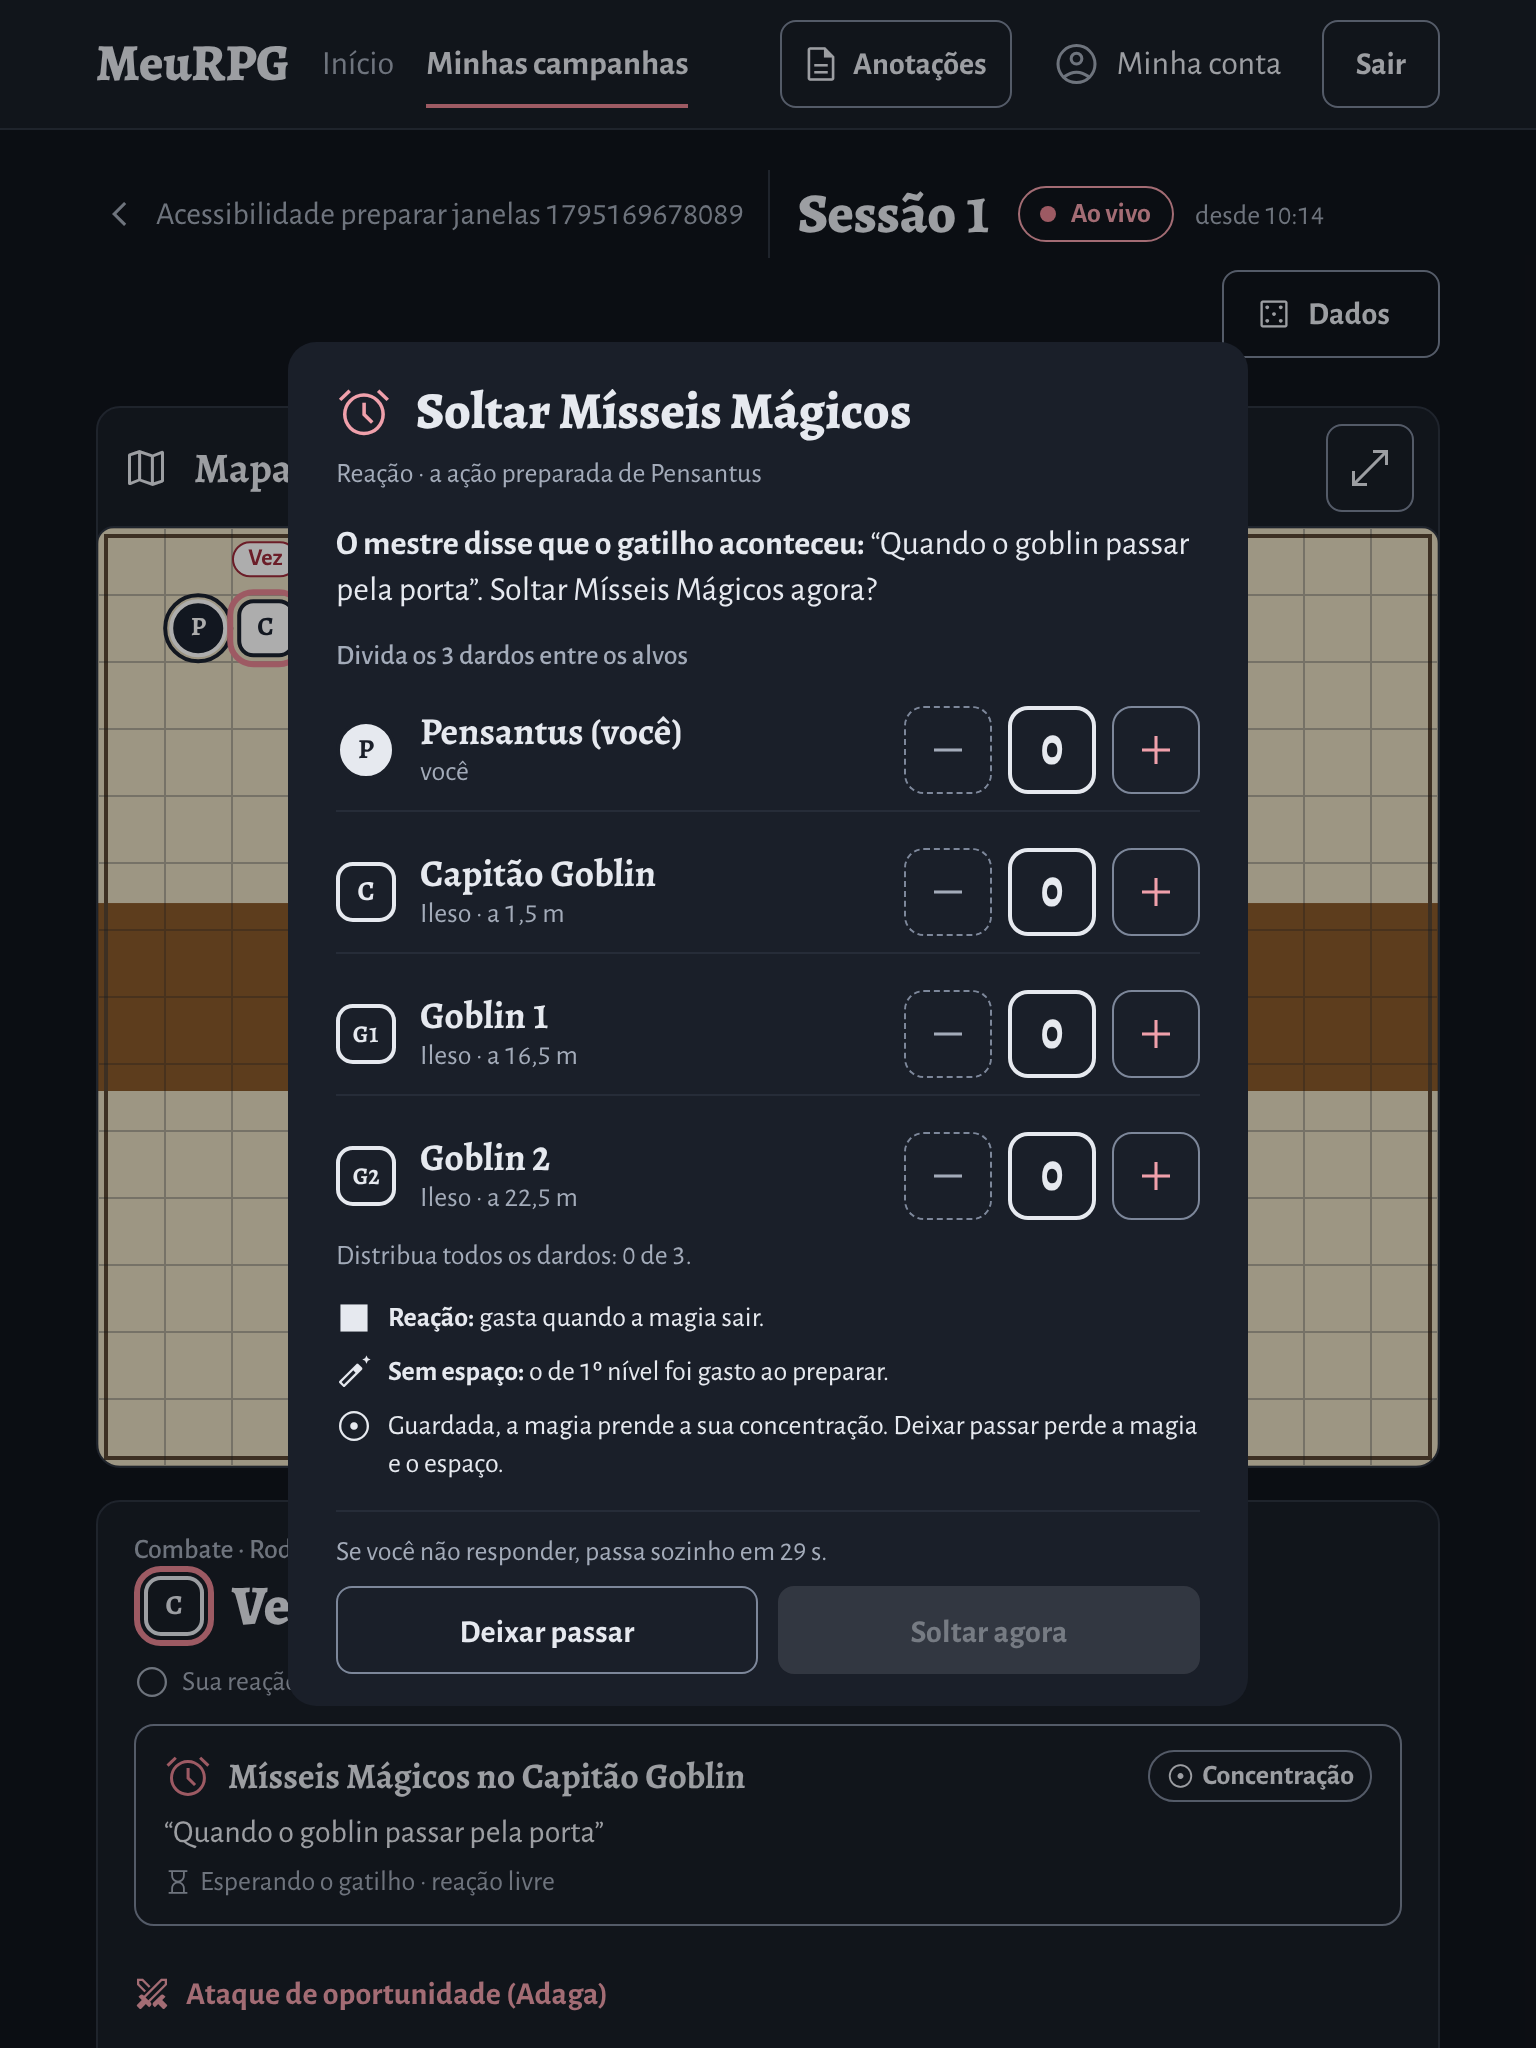 MeuRPG
Início
Minhas campanhas
Anotações
Minha conta
Sair
Acessibilidade preparar janelas 1795169678089
Sessão 1
Ao vivo
desde 10:14
Dados
Mapa
Vez
P
C
Soltar Mísseis Mágicos
Reação · a ação preparada de Pensantus
O mestre disse que o gatilho aconteceu: “Quando o goblin passar
pela porta”. Soltar Mísseis Mágicos agora?
Divida os 3 dardos entre os alvos
P
Pensantus (você)
você
0
C
Capitão Goblin
Ileso · a 1,5 m
0
G1
Goblin 1
Ileso · a 16,5 m
0
G2
Goblin 2
Ileso · a 22,5 m
0
Distribua todos os dardos: 0 de 3.
Reação: gasta quando a magia sair.
Sem espaço: o de 1º nível foi gasto ao preparar.
Guardada, a magia prende a sua concentração. Deixar passar perde a magia
e o espaço.
Se você não responder, passa sozinho em 29 s.
Deixar passar
Soltar agora
Combate · Rod
C
Ve
Sua reaçã
Mísseis Mágicos no Capitão Goblin
Concentração
“Quando o goblin passar pela porta”
Esperando o gatilho · reação livre
Ataque de oportunidade (Adaga)